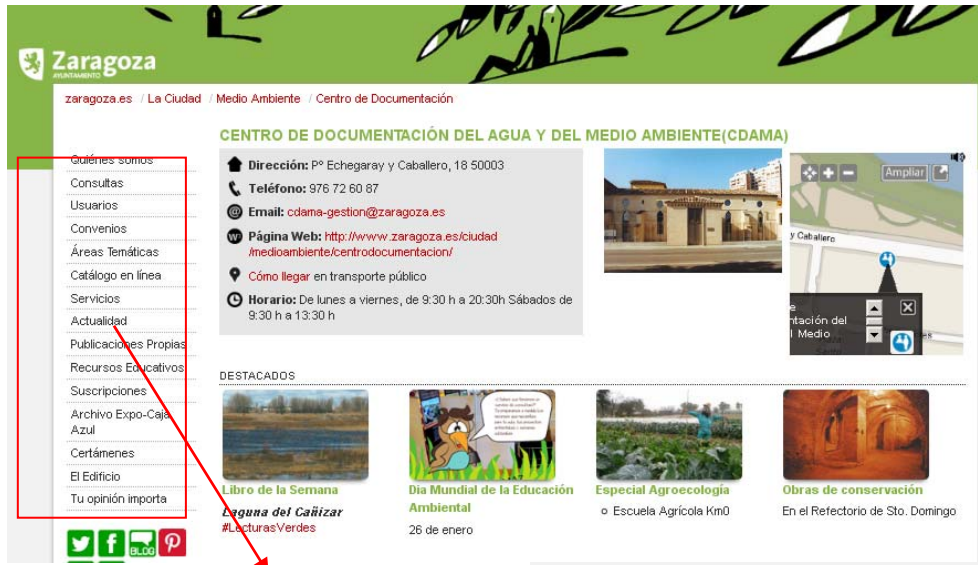 Zaragoza
AYUNTAMIENTO
zaragoza.es / La Ciudad / Medio Ambiente / Centro de Documentación
CENTRO DE DOCUMENTACIÓN DEL AGUA Y DEL MEDIO AMBIENTE(CDAMA)
Quiénes somos
Consultas
Usuarios
Convenios
Áreas Temáticas
Catálogo en línea
Servicios
Actualidad
Publicaciones Propias
Recursos Educativos
Suscripciones
Archivo Expo-Caja
Azul
Certámenes
El Edificio
Tu opinión importa
BLOG
Dirección: Pº Echegaray y Caballero, 18 50003
Teléfono: 976 72 60 87
Email: cdama-gestion@zaragoza.es
Página Web: http://www.zaragoza.es/ciudad
/medioambiente/centrodocumentacion/
Cómo llegar en transporte público
Horario: De lunes a viernes, de 9:30 h a 20:30h Sábados de
9:30 h a 13:30 h
Ampliar
y Caballero
e
ntación del
l Medio
DESTACADOS
Libro de la Semana
Laguna del Cañizar
#LecturasVerdes
Día Mundial de la Educación
Ambiental
26 de enero
Especial Agroecología
Escuela Agrícola Km0
Obras de conservación
En el Refectorio de Sto. Domingo